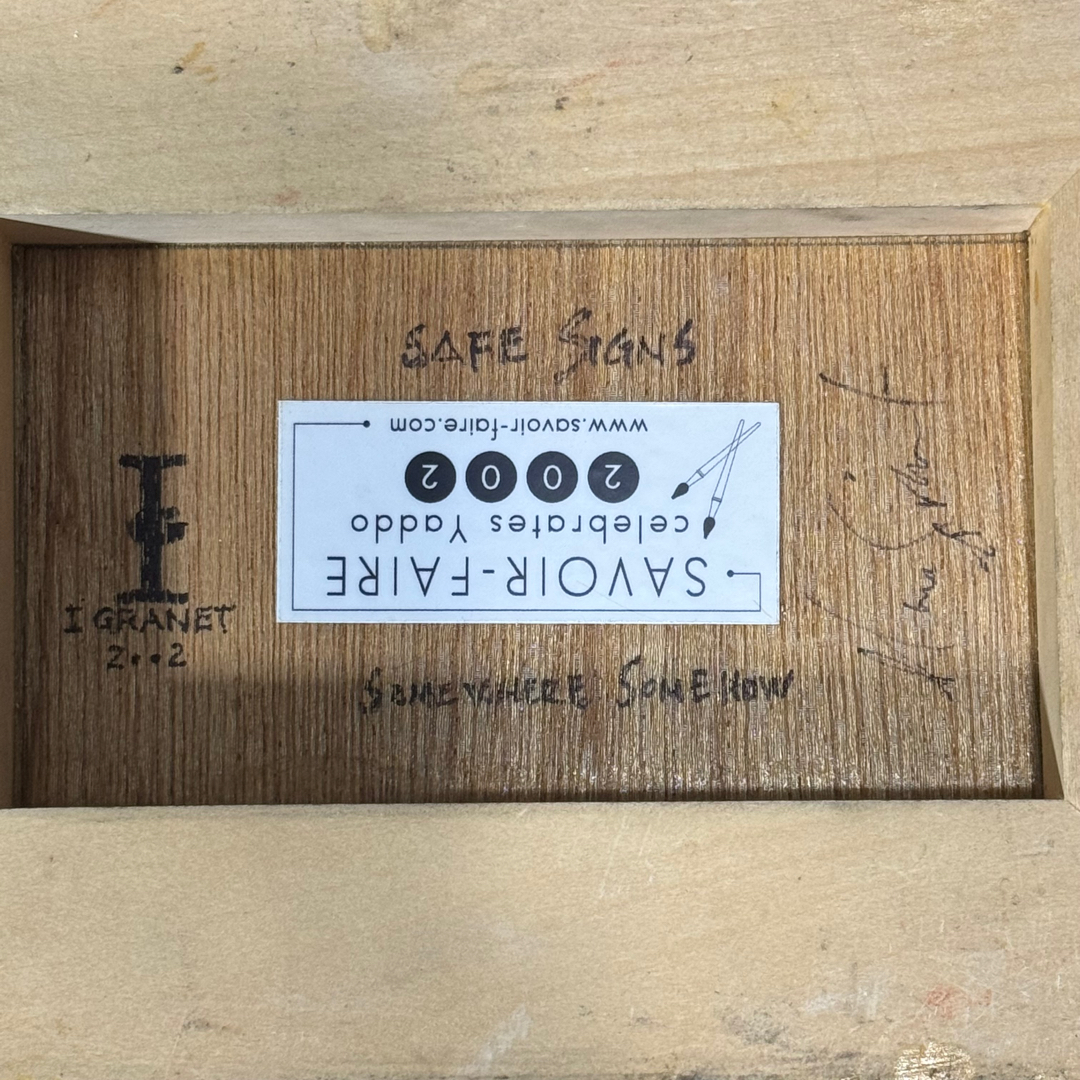 SAFE SIGNS
SAVOIR-FAIRE
celebrates Yaddo
2002
www.savoir-faire.com
I GRANET
2••2
SOMEWHERE SOMEHOW